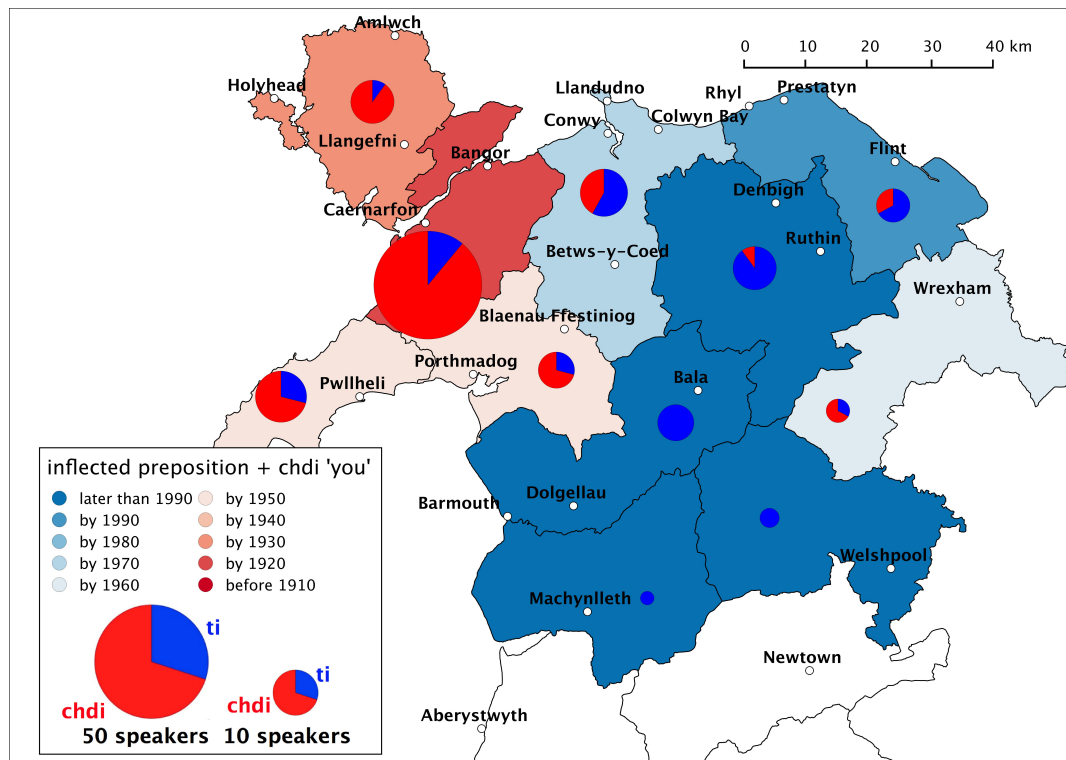 Amlwch
0 10 20 30 40 km
Holyhead
Llandudno
Rhyl
Prestatyn
Conwy
Colwyn Bay
Llangefni
Bangor
Flint
Denbigh
Caernarfon
Ruthin
Betws-y-Coed
Wrexham
Blaenau Ffestiniog
Porthmadog
Pwllheli
Bala
Dolgellau
Barmouth
Welshpool
Machynlleth
Newtown
Aberystwyth
inflected preposition + chdi 'you'
later than 1990
by 1990
by 1980
by 1970
by 1960
by 1950
by 1940
by 1930
by 1920
before 1910
ti
chdi
50 speakers
ti
chdi
10 speakers